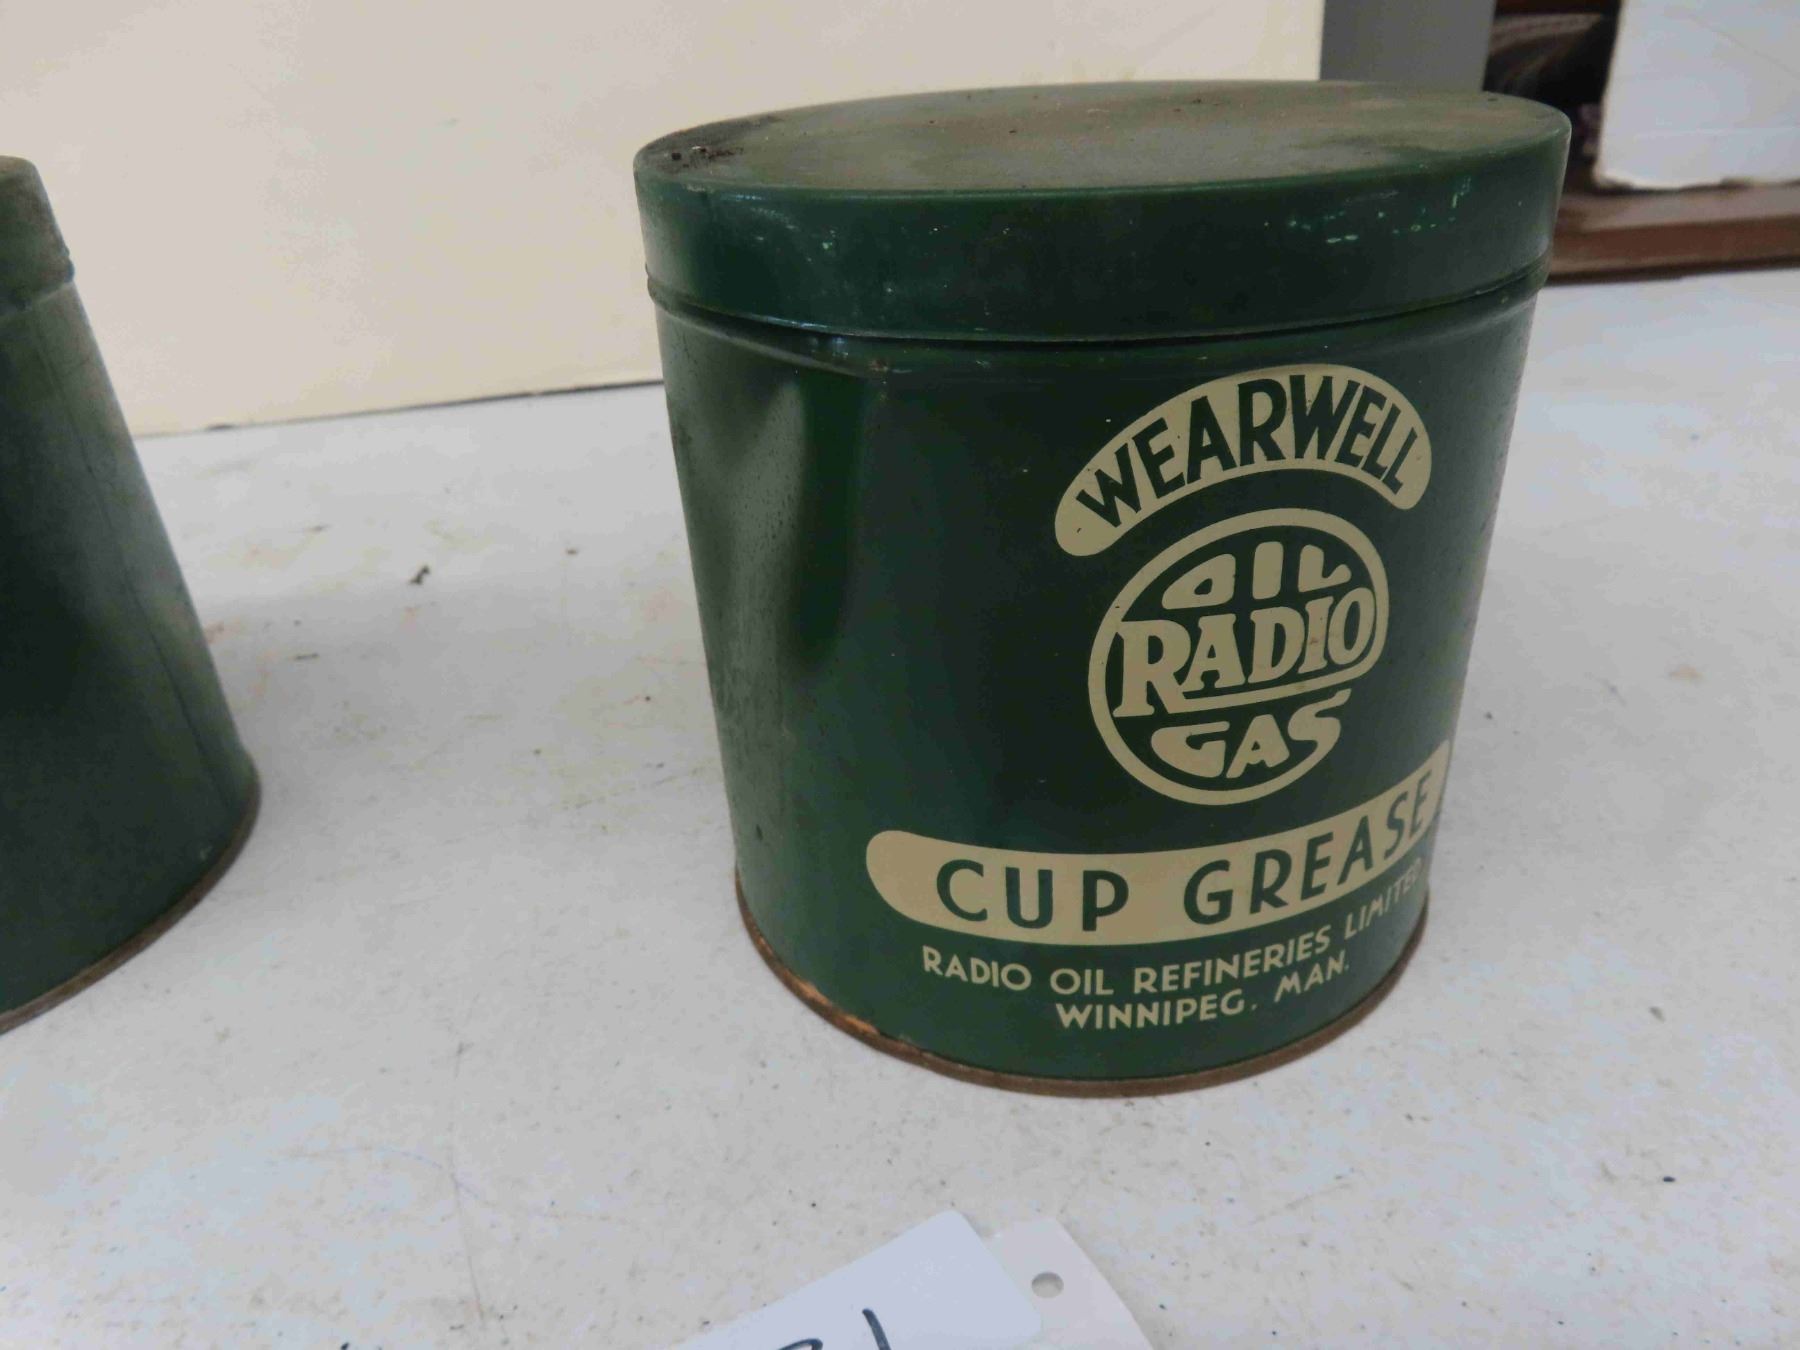 WEARWELL
OIL
RADIO
GAS
CUP GREASE
RADIO OIL REFINERIES LIMITED
WINNIPEG. MAN.